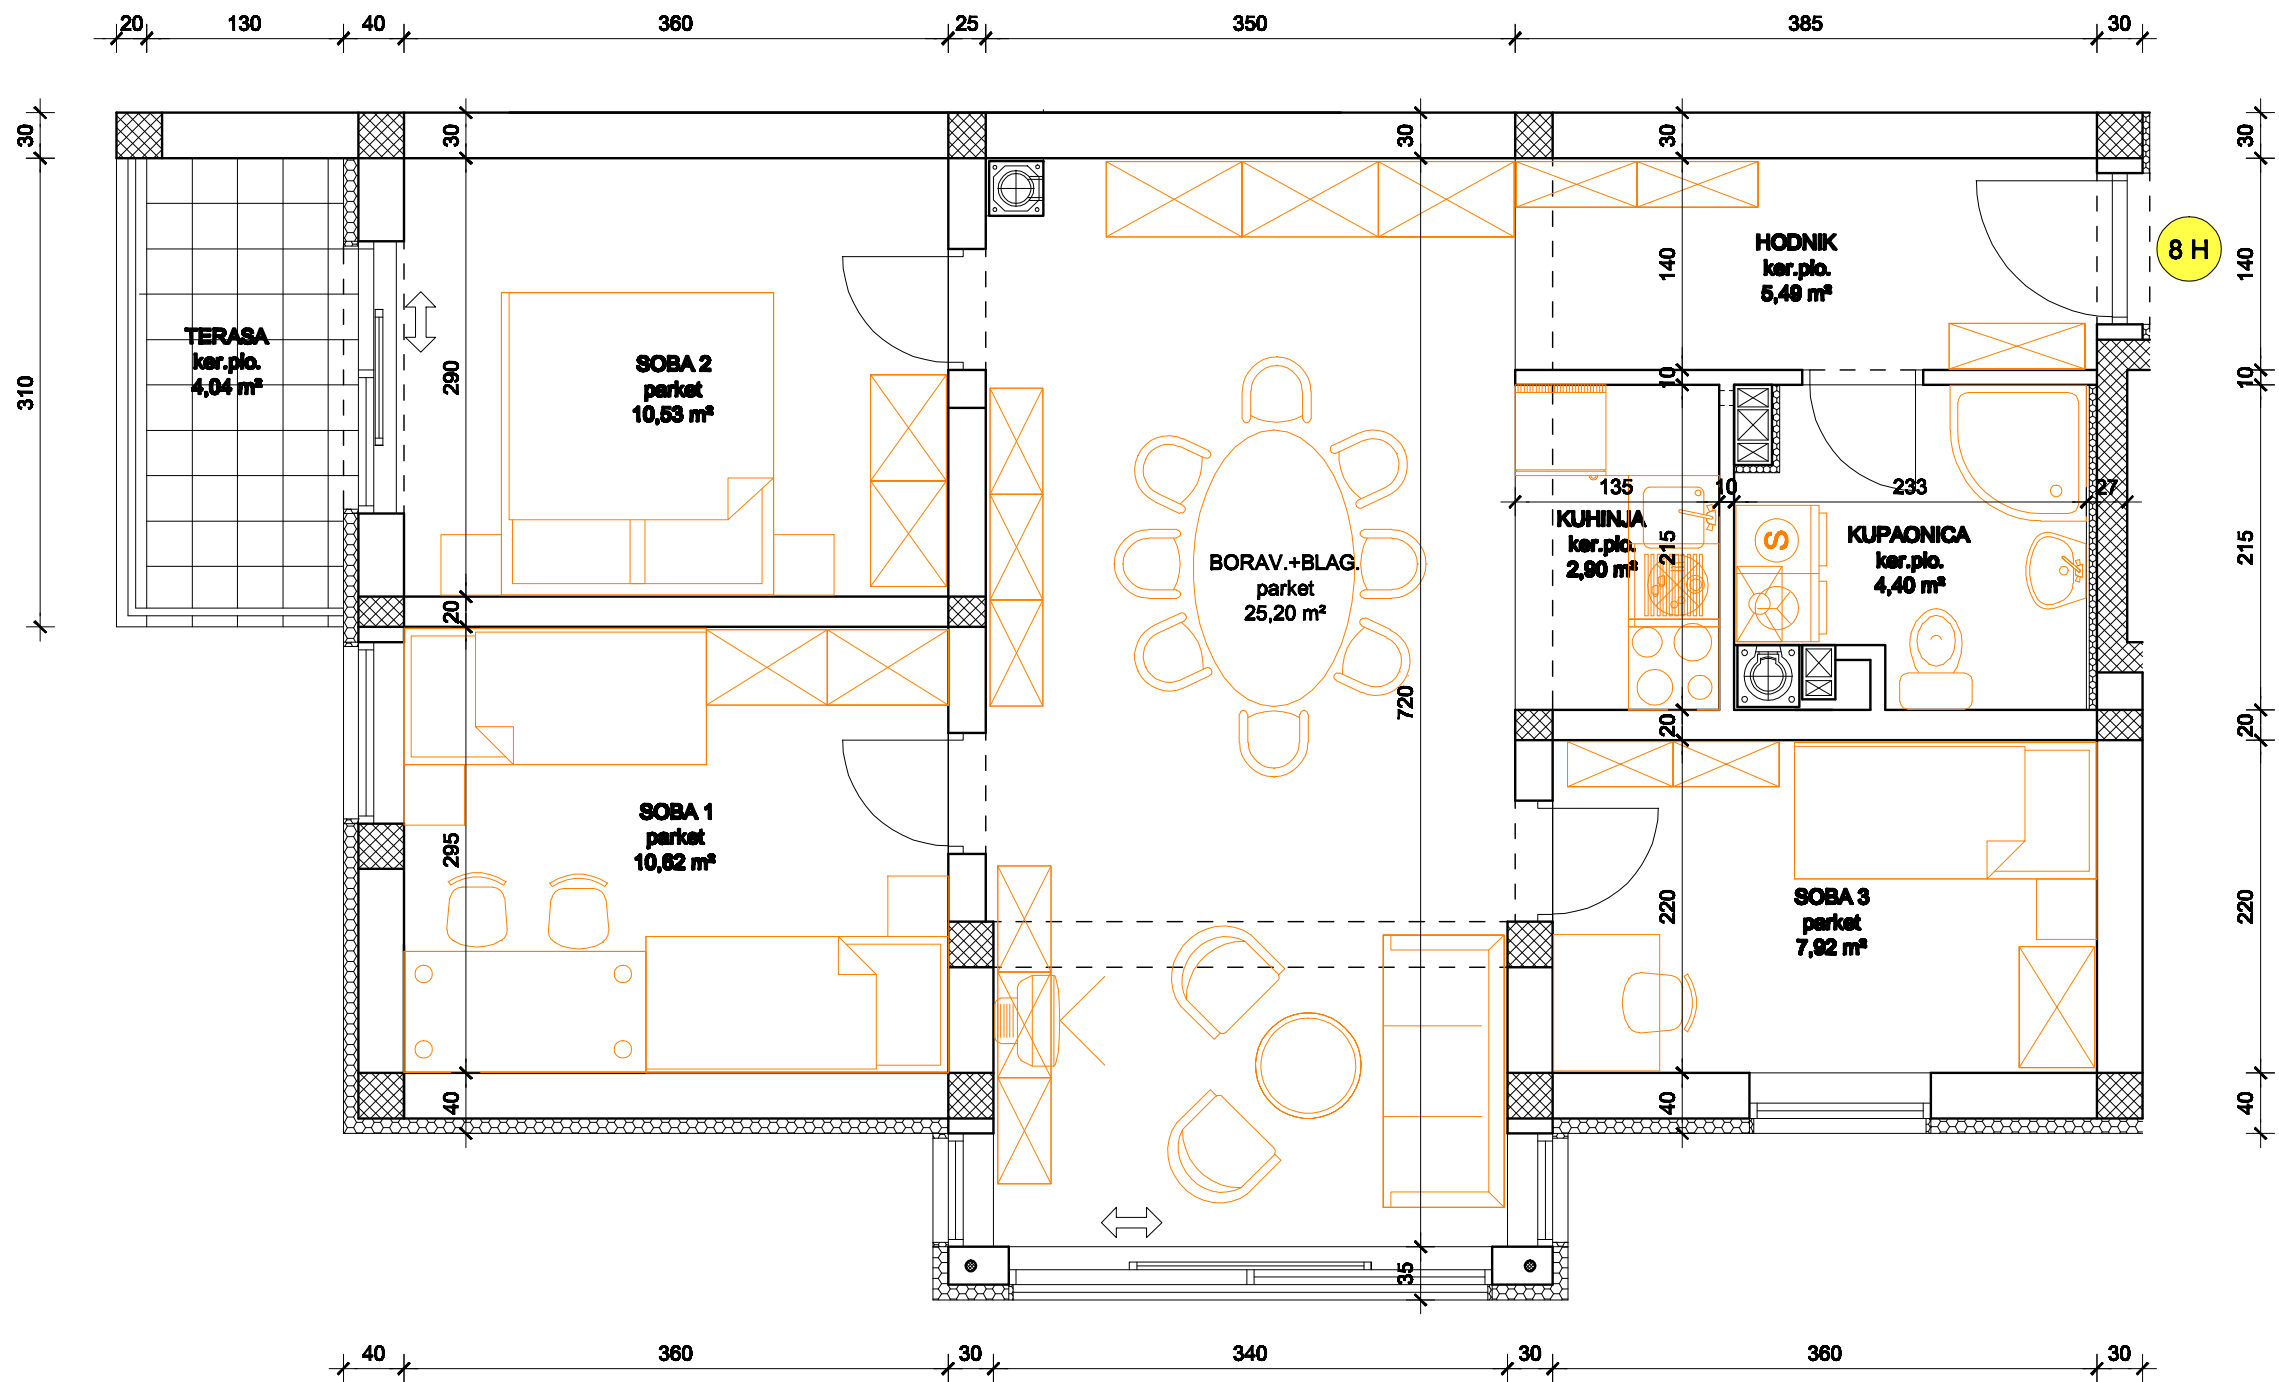 20 130 40 360 25 350 385 30
30 30 30 30 30
HODNIK
ker.plo.
5,49 m²
140 140
8 H
TERASA
ker.plo.
4,04 m²
310
SOBA 2
parket
10,53 m²
290
10 10
135 10 233 27
KUHINJA
ker.plo.
2,90 m²
215
S
KUPAONICA
ker.plo.
4,40 m²
215
BORAV.+BLAG.
parket
25,20 m²
720
20 20 20
SOBA 1
parket
10,62 m²
295
SOBA 3
parket
7,92 m²
220 220
40 40 40
35
40 360 30 340 30 360 30